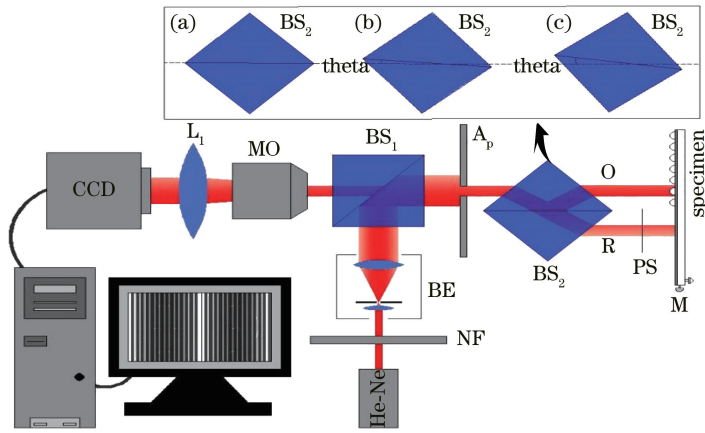 (a) BS2 (b) BS2 (c) BS2
theta theta
L1 MO BS1 Ap
CCD O
R PS
BS2
specimen
M
BE
NF
He-Ne